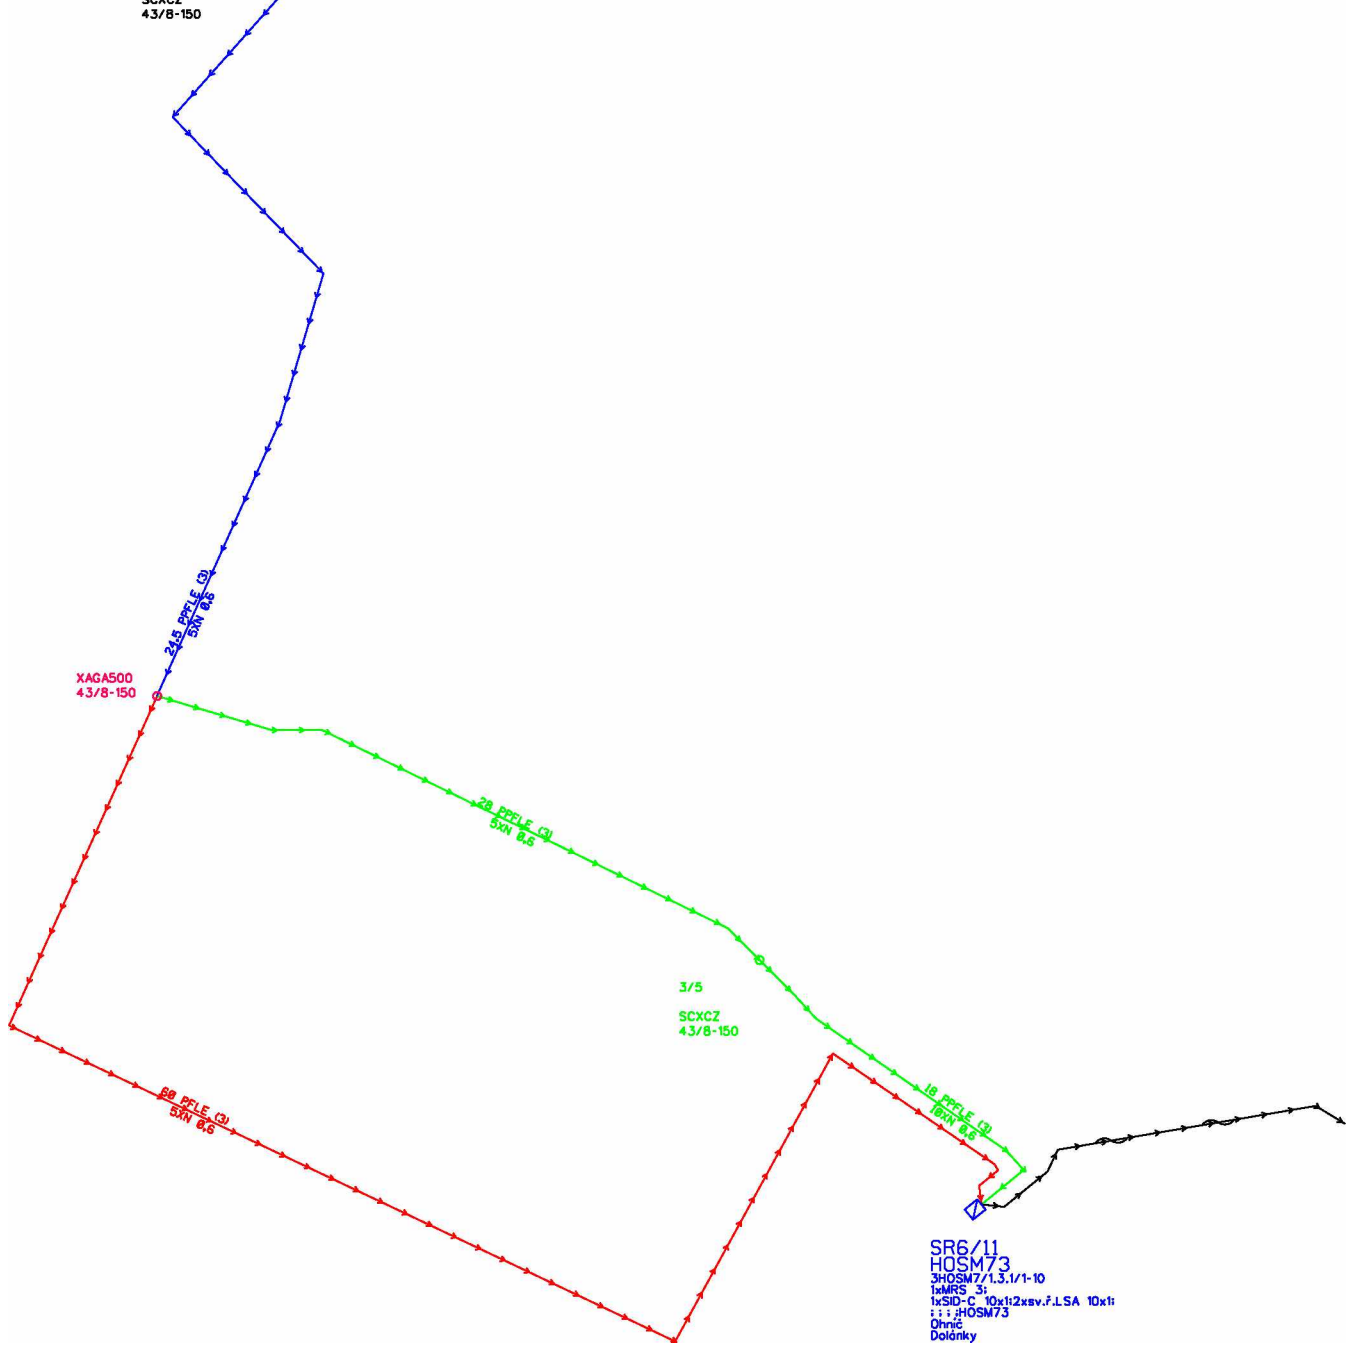 SCXCZ
43/8-150
24.5 PPFLE (3)
5XN 0,6
XAGA500
43/8-150
28 PPFLE (3)
5XN 0,6
3/5
SCXCZ
43/8-150
18 PPFLE (3)
10XN 0,6
60 PFLE (3)
5XN 0,6
SR6/11
HOSM73
3HOSM7/1.3.1/1-10
1xMRS 3;
1xSID-C 10x1;2xsv.ř.LSA 10x1;
;;;;HOSM73
Ohníč
Dolánky